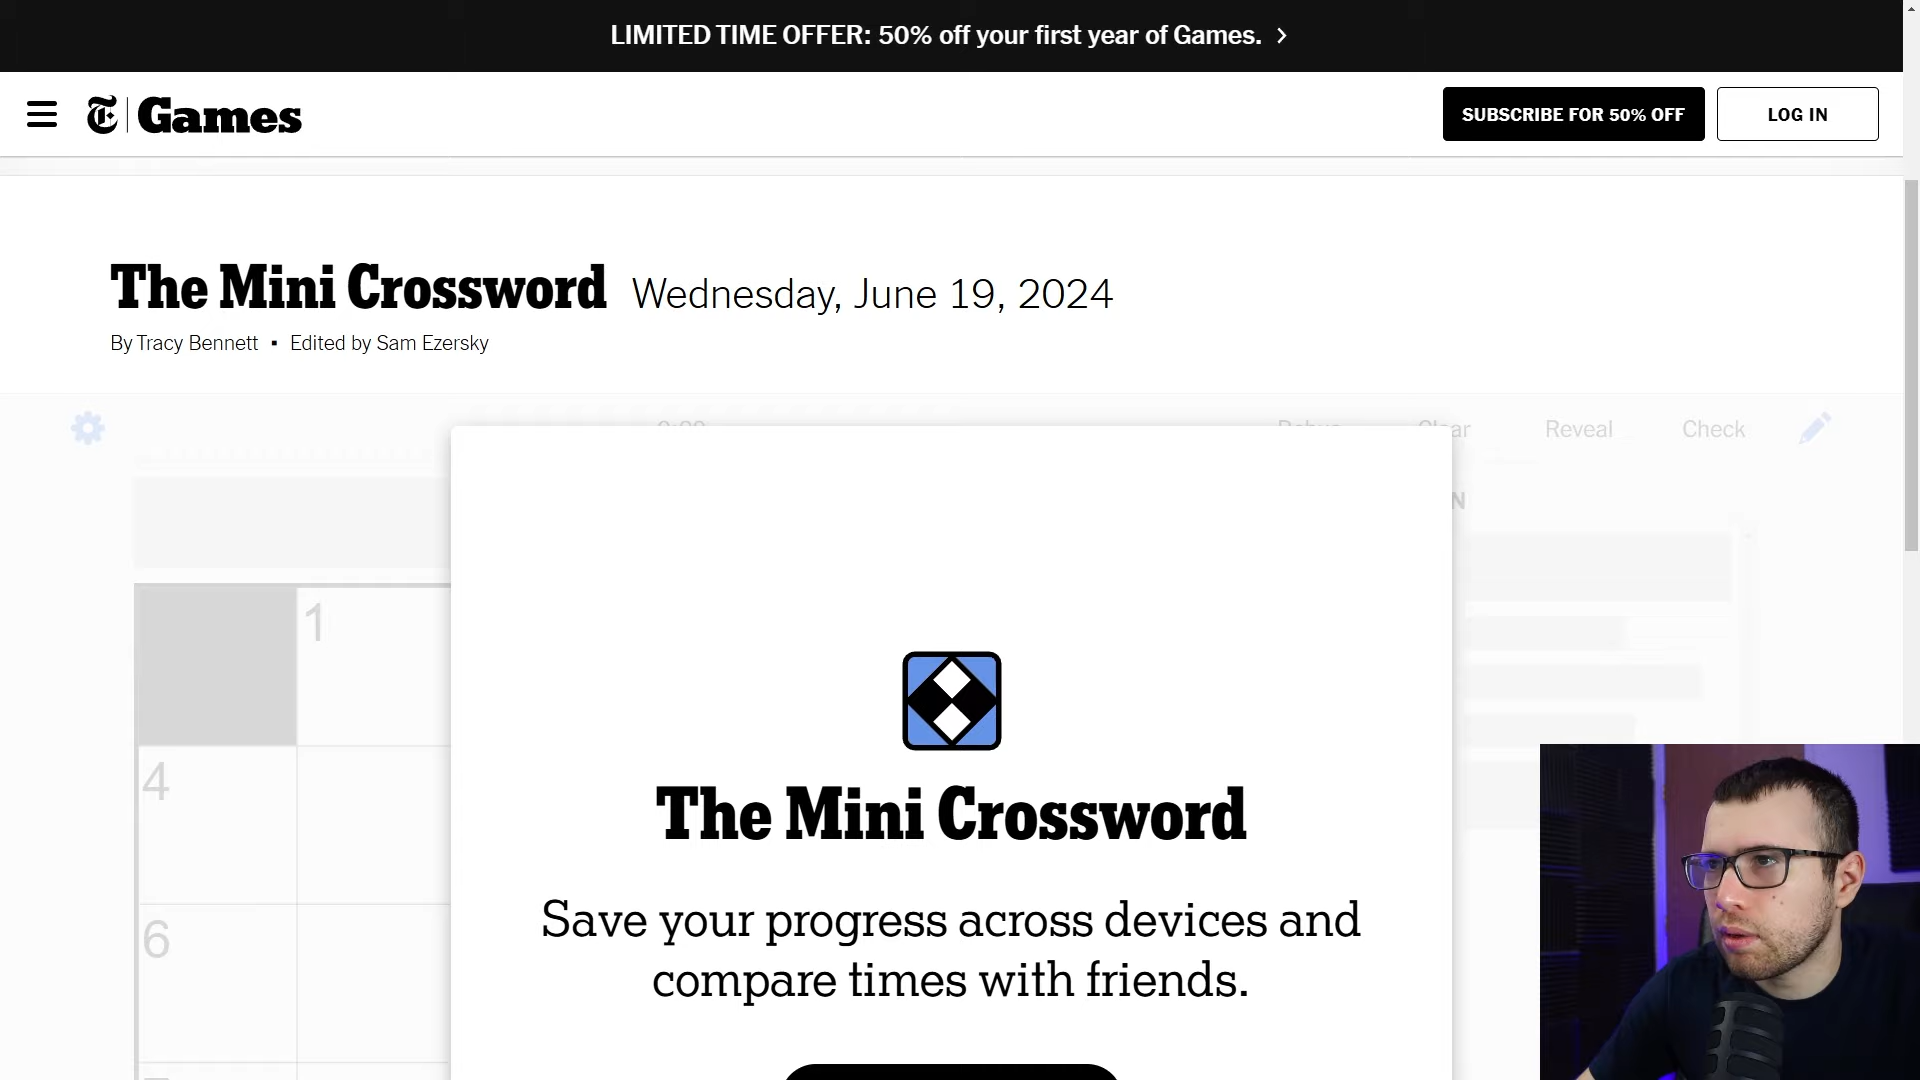 LIMITED TIME OFFER: 50% off your first year of Games.
T Games
SUBSCRIBE FOR 50% OFF
LOG IN
The Mini Crossword Wednesday, June 19, 2024
By Tracy Bennett ▪ Edited by Sam Ezersky
Clear Reveal Check
1
4
6
The Mini Crossword
Save your progress across devices and
compare times with friends.